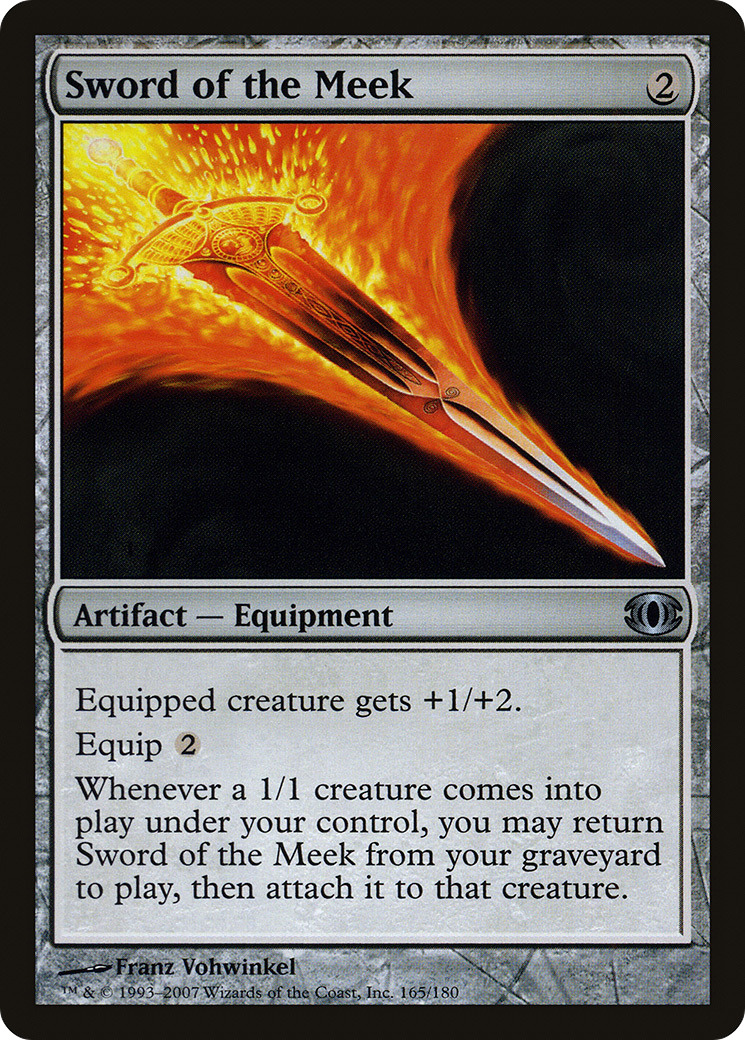 Sword of the Meek 2
Artifact — Equipment
Equipped creature gets +1/+2.
Equip 2
Whenever a 1/1 creature comes into
play under your control, you may return
Sword of the Meek from your graveyard
to play, then attach it to that creature.
Franz Vohwinkel
™ & © 1993–2007 Wizards of the Coast, Inc. 165/180